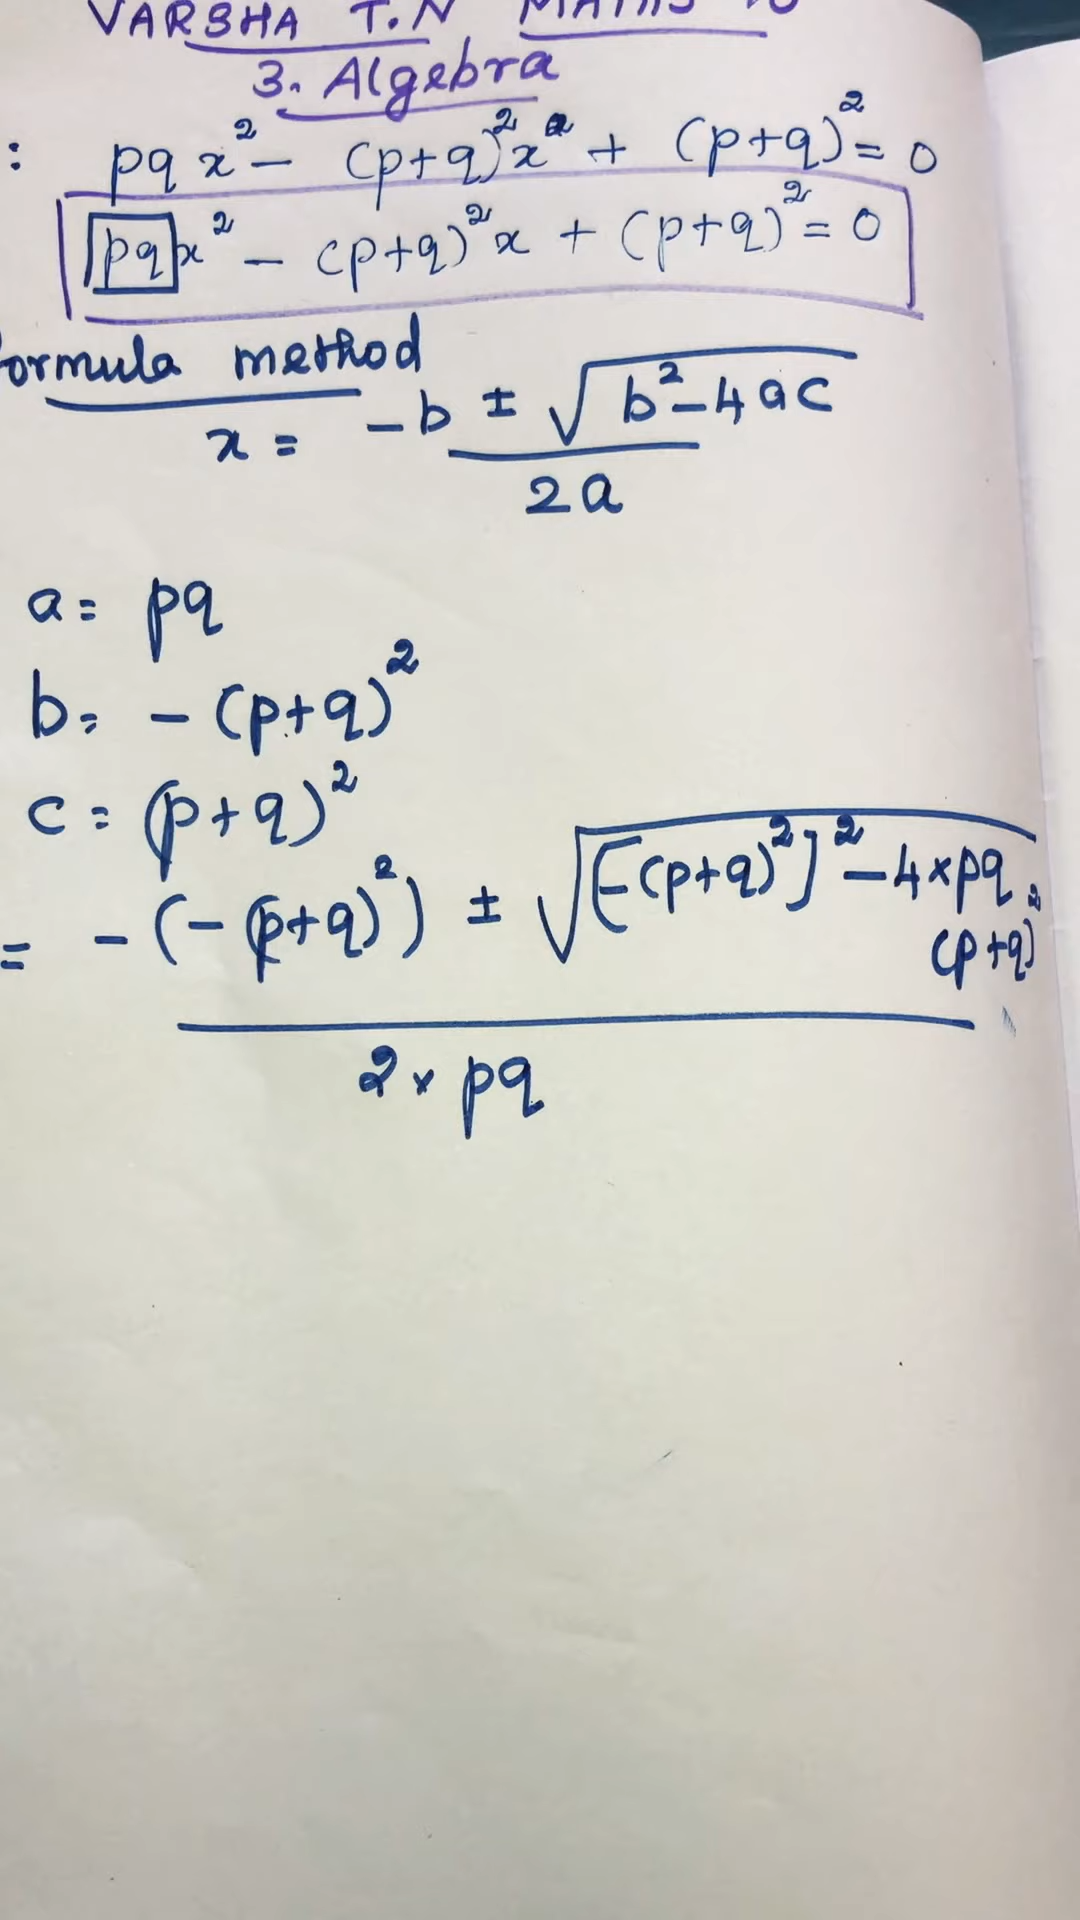 VARSHA T.N MATHS
3. Algebra
: pq x² - (p+q)² x + (p+q)² = 0
pq x² - (p+q)² x + (p+q)² = 0
ormula method
x = -b ± √b²-4ac
2a
a = pq
b = - (p+q)²
c = (p+q)²
= - (- (p+q)²) ± √[-(p+q)²]² - 4 × pq
(p+q)²
2 × pq